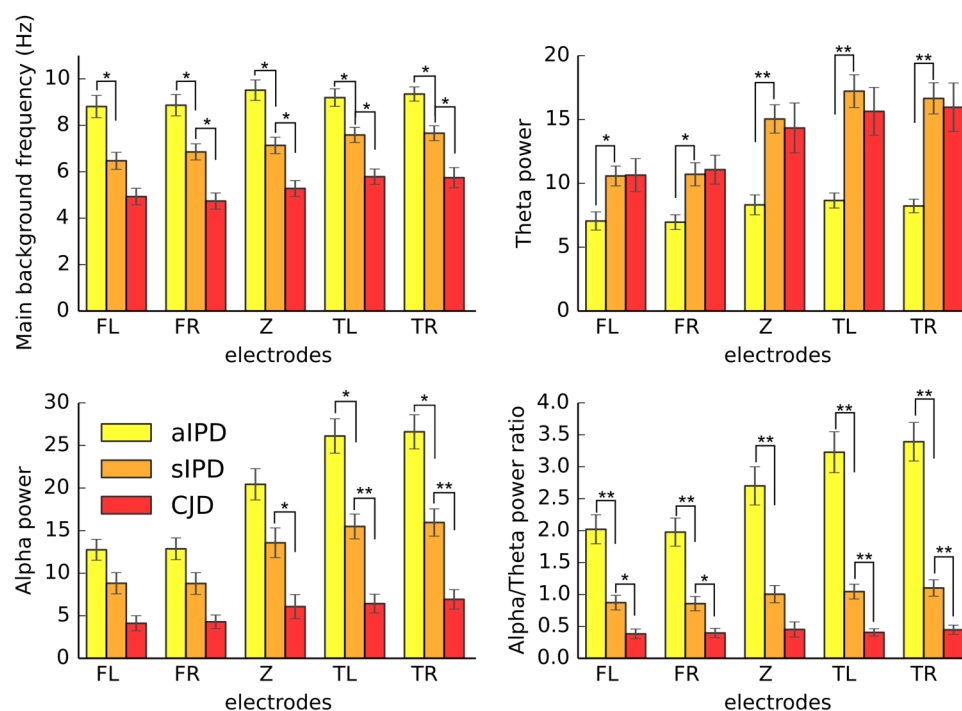 Main background frequency (Hz)
10
8
6
4
2
0
* * * * * * * * *
FL FR Z TL TR
electrodes
Theta power
20
15
10
5
0
* * ** ** **
FL FR Z TL TR
electrodes
Alpha power
30
25
20
15
10
5
0
aIPD
sIPD
CJD
* * * ** **
FL FR Z TL TR
electrodes
Alpha/Theta power ratio
4.0
3.5
3.0
2.5
2.0
1.5
1.0
0.5
0.0
** * ** * ** ** ** ** **
FL FR Z TL TR
electrodes